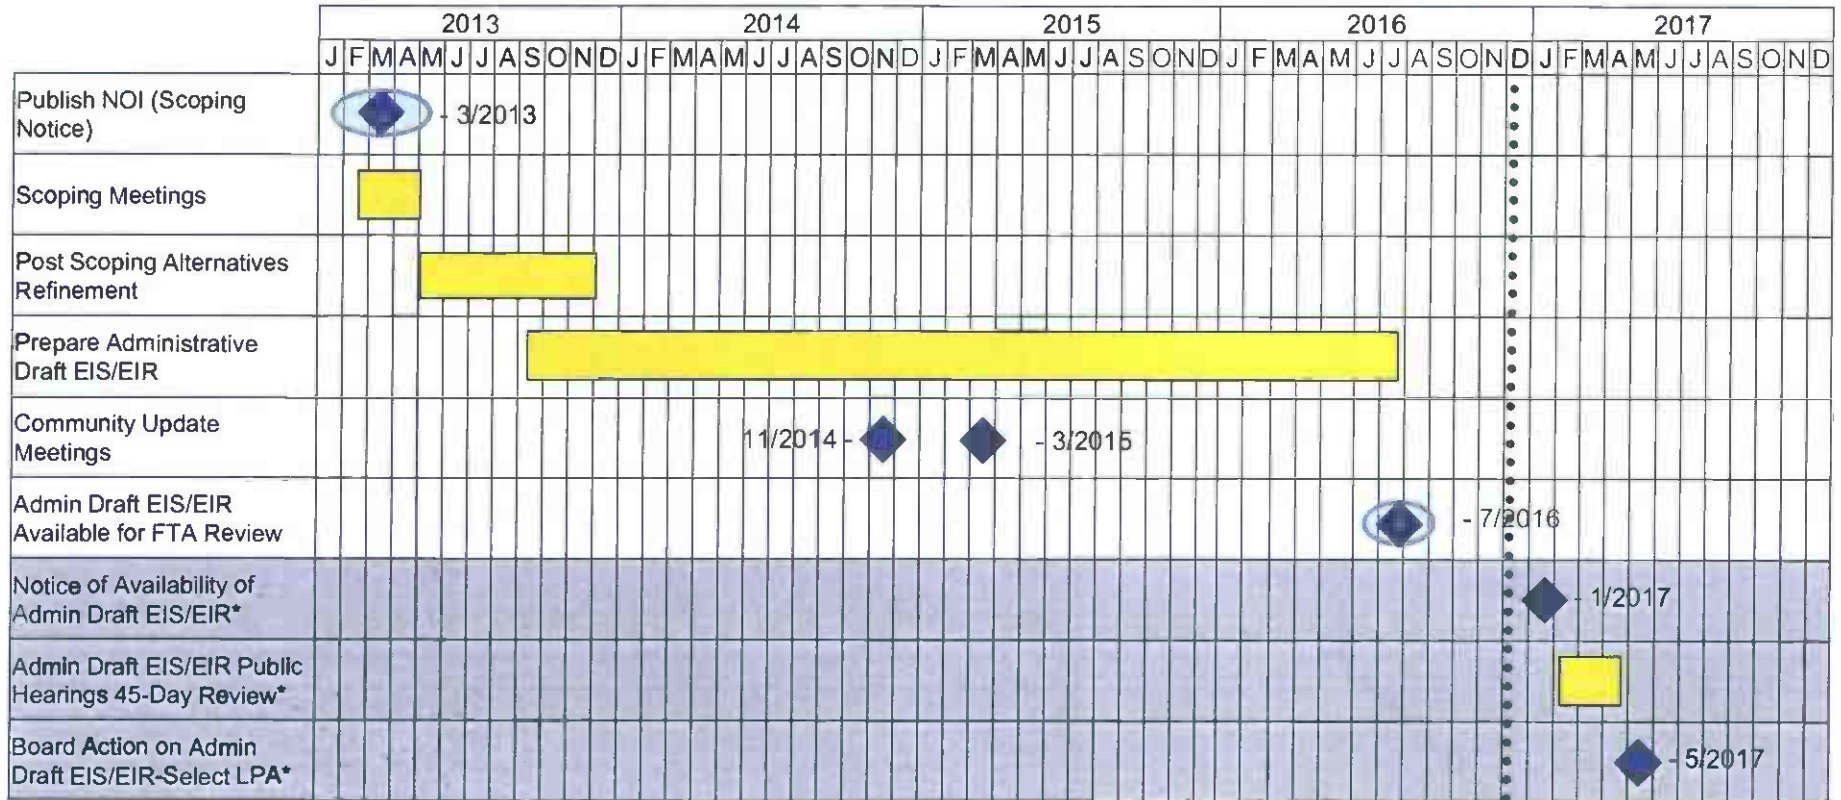 2013 2014 2015 2016 2017
J F M A M J J A S O N D J F M A M J J A S O N D J F M A M J J A S O N D J F M A M J J A S O N D J F M A M J J A S O N D
Publish NOI (Scoping
Notice)
- 3/2013
Scoping Meetings
Post Scoping Alternatives
Refinement
Prepare Administrative
Draft EIS/EIR
Community Update
Meetings
11/2014 -
- 3/2015
Admin Draft EIS/EIR
Available for FTA Review
- 7/2016
Notice of Availability of
Admin Draft EIS/EIR*
- 1/2017
Admin Draft EIS/EIR Public
Hearings 45-Day Review*
Board Action on Admin
Draft EIS/EIR-Select LPA*
- 5/2017